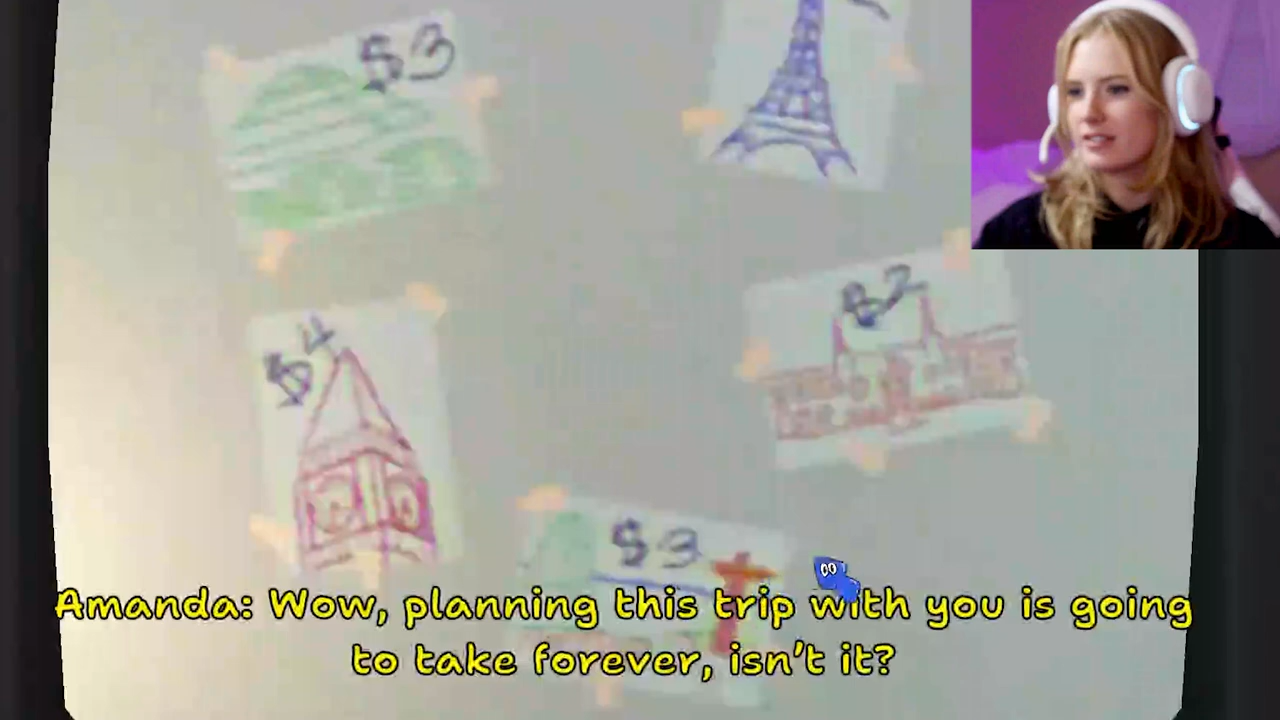 $3
$4
$2
$3
Amanda: Wow, planning this trip with you is going
to take forever, isn't it?